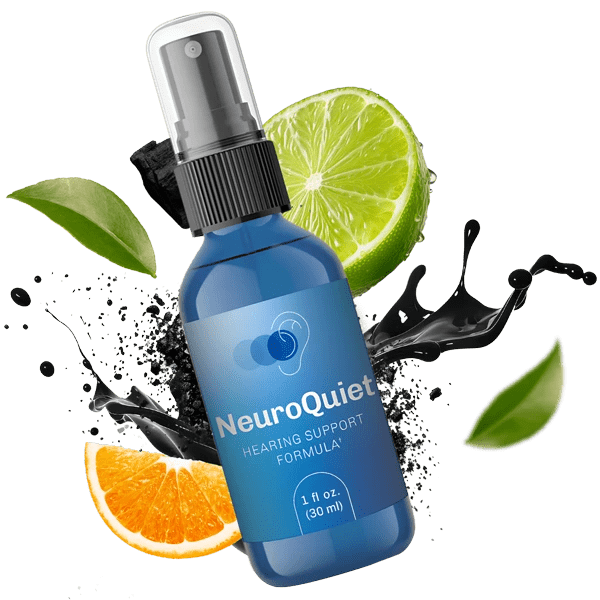 NeuroQuiet
HEARING SUPPORT
FORMULA†
1 fl oz.
(30 ml)